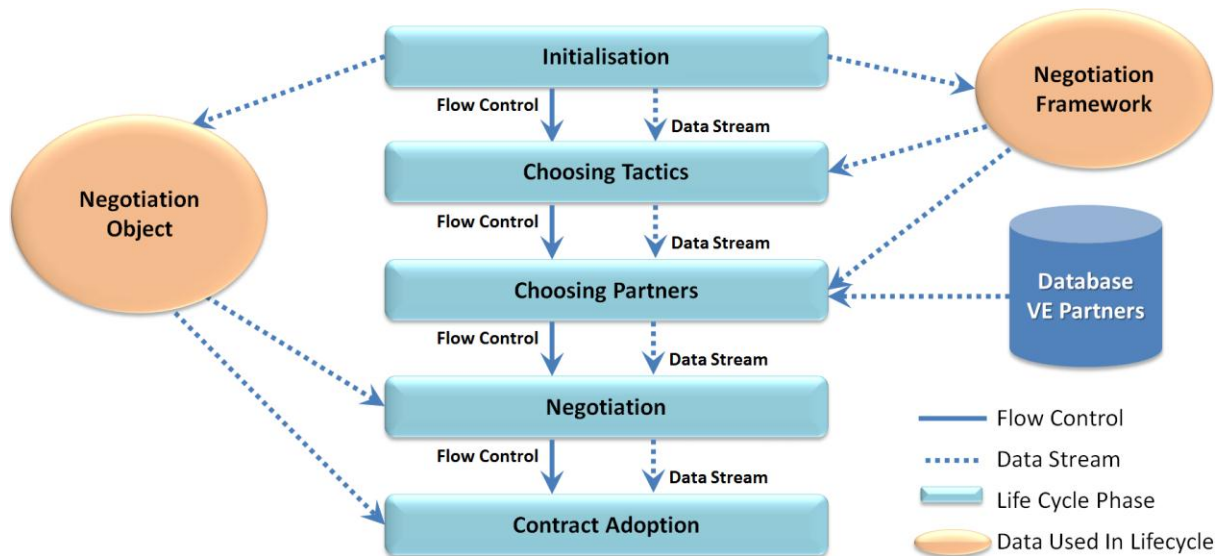 Initialisation
Negotiation
Framework
Flow Control
Data Stream
Choosing Tactics
Negotiation
Object
Flow Control
Data Stream
Choosing Partners
Database
VE Partners
Flow Control
Data Stream
Negotiation
Flow Control
Data Stream
Contract Adoption
Flow Control
Data Stream
Life Cycle Phase
Data Used In Lifecycle